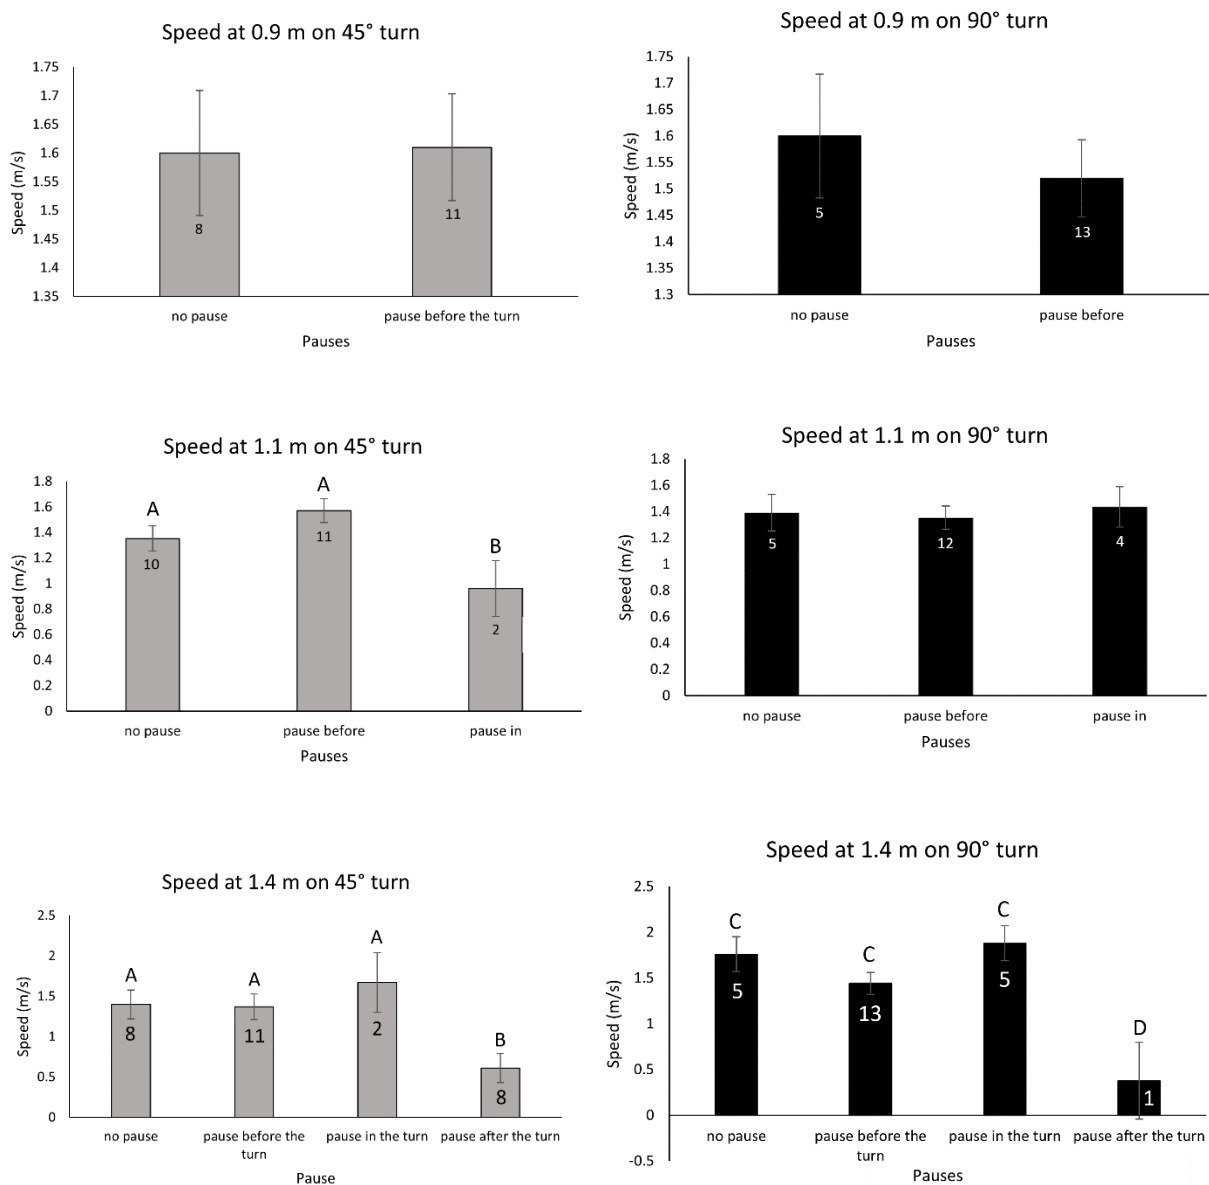 Speed at 0.9 m on 45° turn
1.75
1.7
1.65
1.6
1.55
1.5
1.45
1.4
1.35
Speed (m/s)
8
11
no pause
pause before the turn
Pauses
Speed at 0.9 m on 90° turn
1.75
1.7
1.65
1.6
1.55
1.5
1.45
1.4
1.35
1.3
Speed (m/s)
5
13
no pause
pause before
Pauses
Speed at 1.1 m on 45° turn
1.8
1.6
1.4
1.2
1
0.8
0.6
0.4
0.2
0
Speed (m/s)
A
A
B
10
11
2
no pause
pause before
pause in
Pauses
Speed at 1.1 m on 90° turn
1.8
1.6
1.4
1.2
1
0.8
0.6
0.4
0.2
0
Speed (m/s)
5
12
4
no pause
pause before
pause in
Pauses
Speed at 1.4 m on 45° turn
2.5
2
1.5
1
0.5
0
Speed (m/s)
A
A
A
B
8
11
2
8
no pause
pause before the
turn
pause in the turn
pause after the turn
Pause
Speed at 1.4 m on 90° turn
2.5
2
1.5
1
0.5
0
-0.5
Speed (m/s)
C
C
C
D
5
13
5
1
no pause
pause before the
turn
pause in the turn
pause after the turn
Pauses